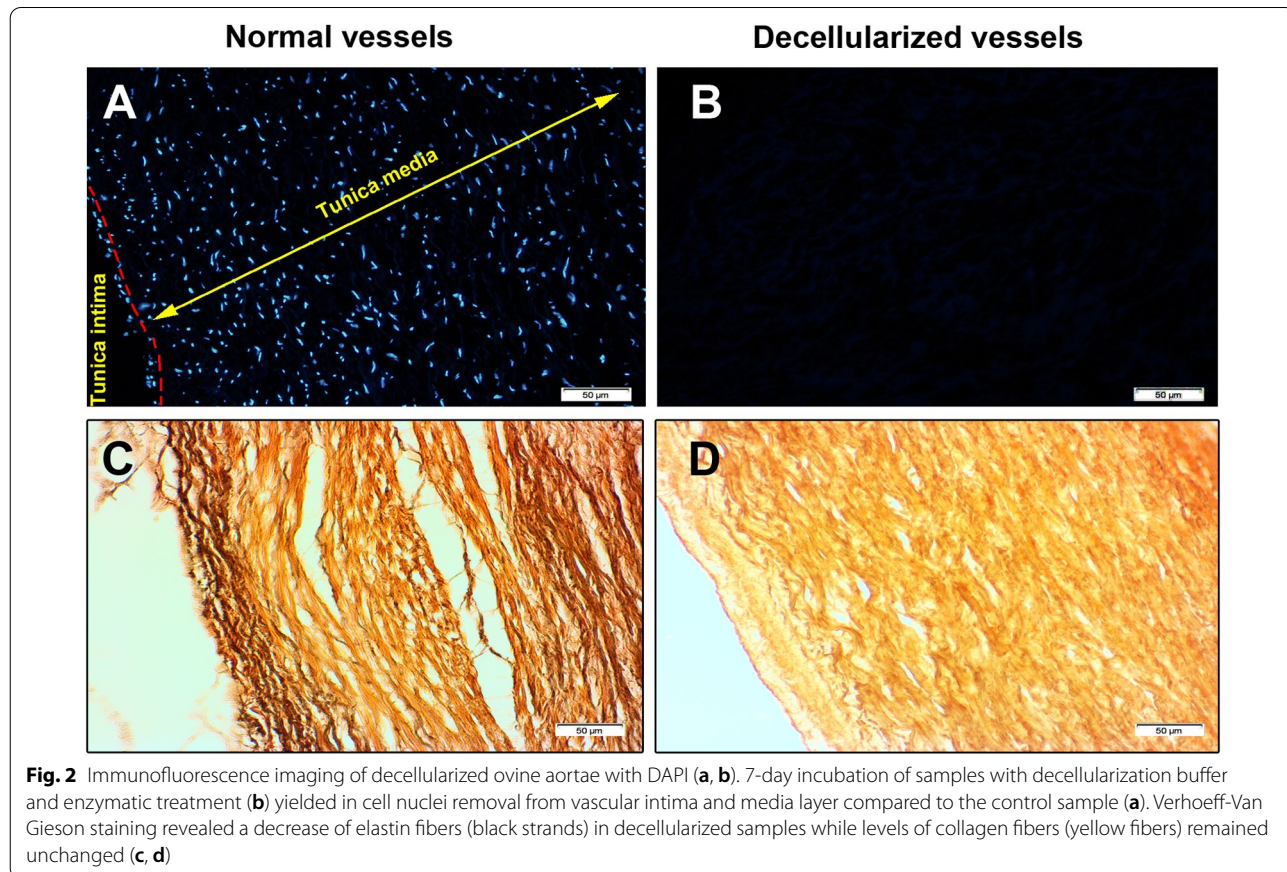 Normal vessels
Decellularized vessels
A
B
Tunica media
Tunica intima
50 µm
50 µm
C
D
50 µm
50 µm
Fig. 2 Immunofluorescence imaging of decellularized ovine aortae with DAPI (a, b). 7-day incubation of samples with decellularization buffer
and enzymatic treatment (b) yielded in cell nuclei removal from vascular intima and media layer compared to the control sample (a). Verhoeff-Van
Gieson staining revealed a decrease of elastin fibers (black strands) in decellularized samples while levels of collagen fibers (yellow fibers) remained
unchanged (c, d)